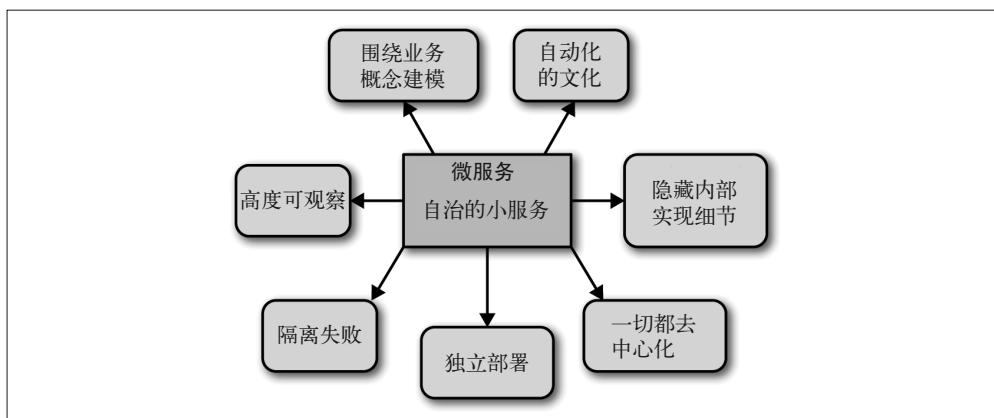 围绕业务
概念建模
自动化
的文化
微服务
自治的小服务
高度可观察
隐藏内部
实现细节
隔离失败
独立部署
一切都去
中心化